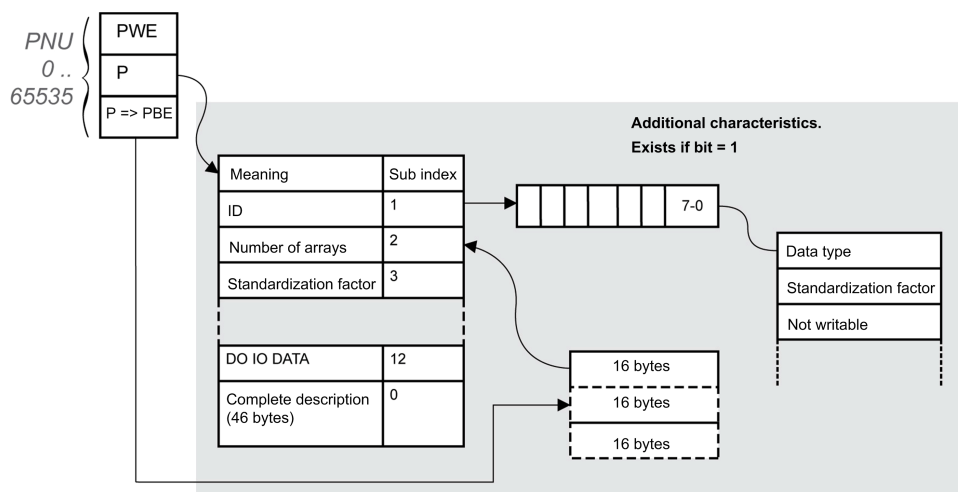 PNU
0 ..
65535
PWE
P
P => PBE
Additional characteristics.
Exists if bit = 1
Meaning Sub index
ID 1
Number of arrays 2
Standardization factor 3
DO IO DATA 12
Complete description 0
(46 bytes)
7-0
Data type
Standardization factor
Not writable
16 bytes
16 bytes
16 bytes